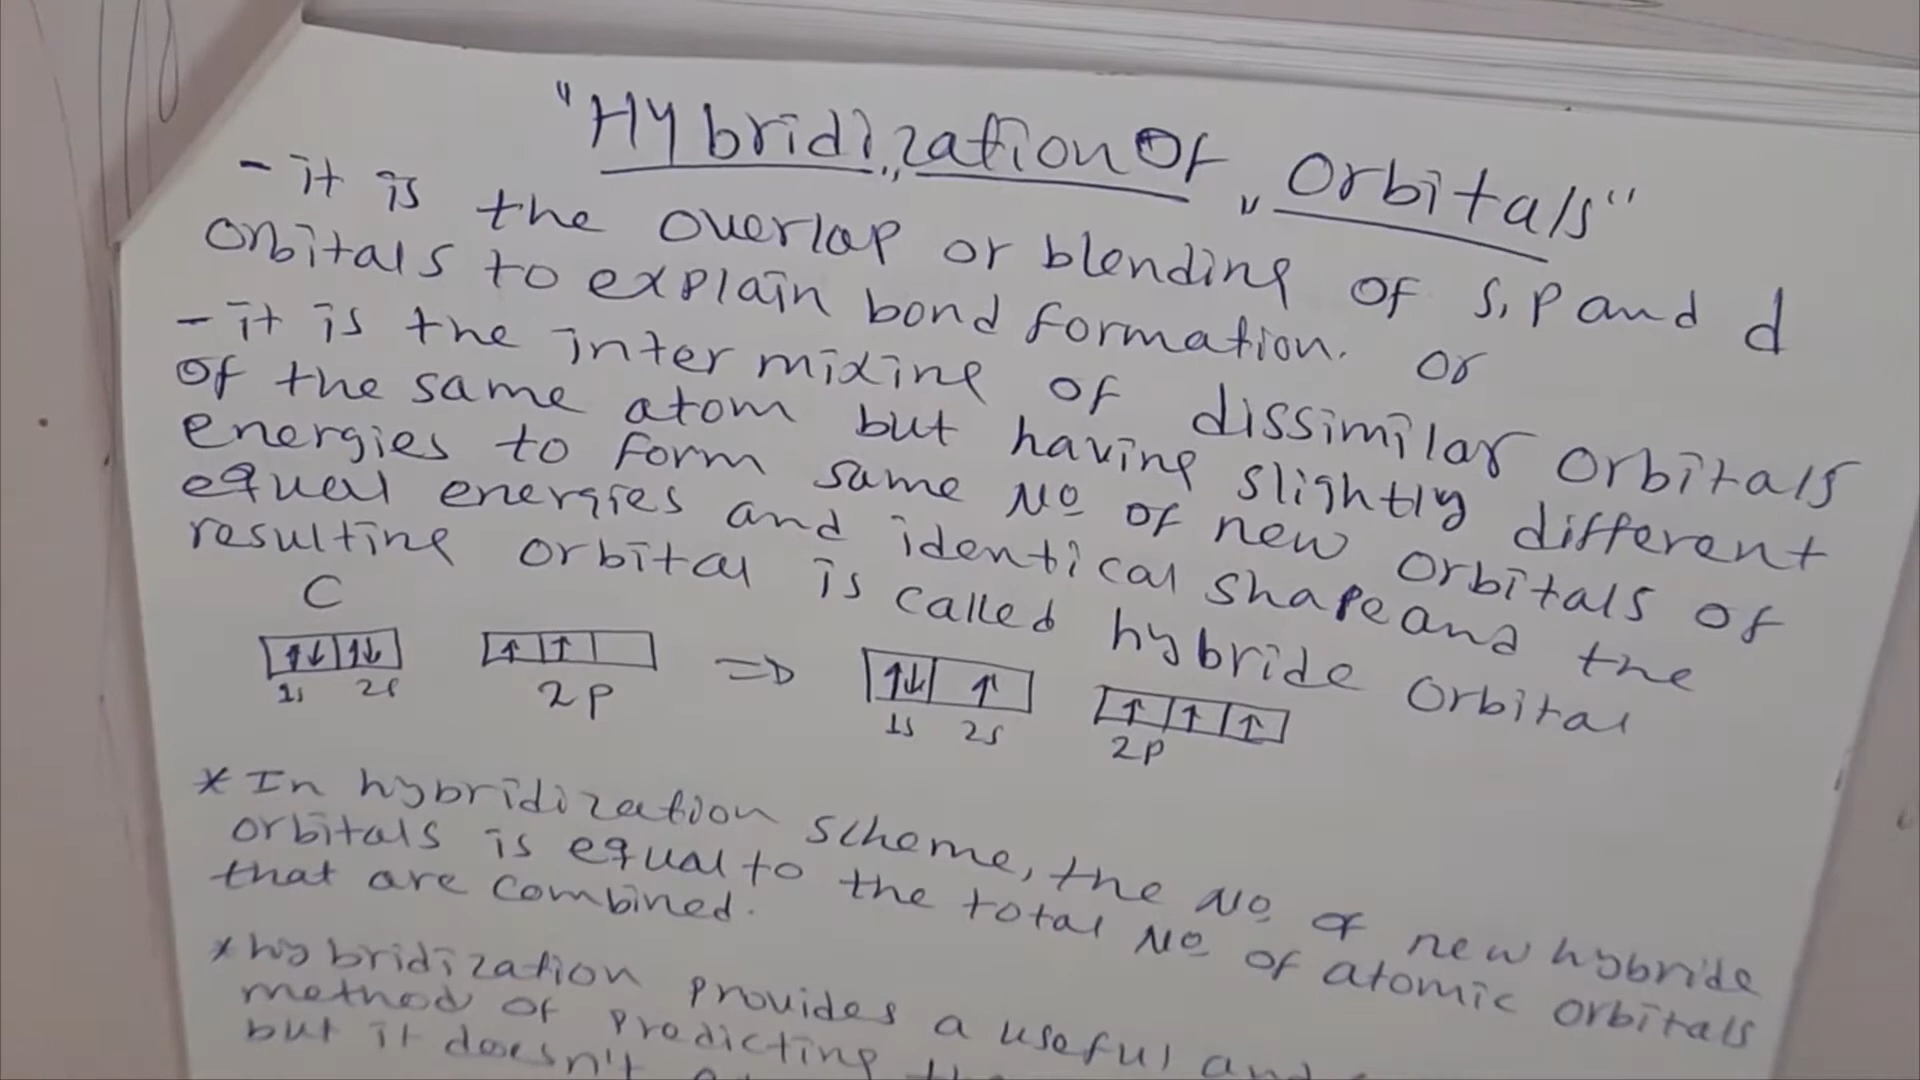 "Hybridization Of Orbitals"
- it is the overlap or blending of s, p and d
orbitals to explain bond formation. or
- it is the inter mixing of dissimilar orbitals
of the same atom but having slightly different
energies to form same No of new orbitals of
equal energies and identical shape and the
resulting orbital is called hybride orbital
C
↑↓ ↑↓ ↑ ↑ => ↑↓ ↑ ↑ ↑ ↑
1s 2s 2p 1s 2s 2p
* In hybridization scheme, the No of new hybride
orbitals is equal to the total No of atomic orbitals
that are combined.
* hybridization provides a useful and
method of predicting the
but it doesn't